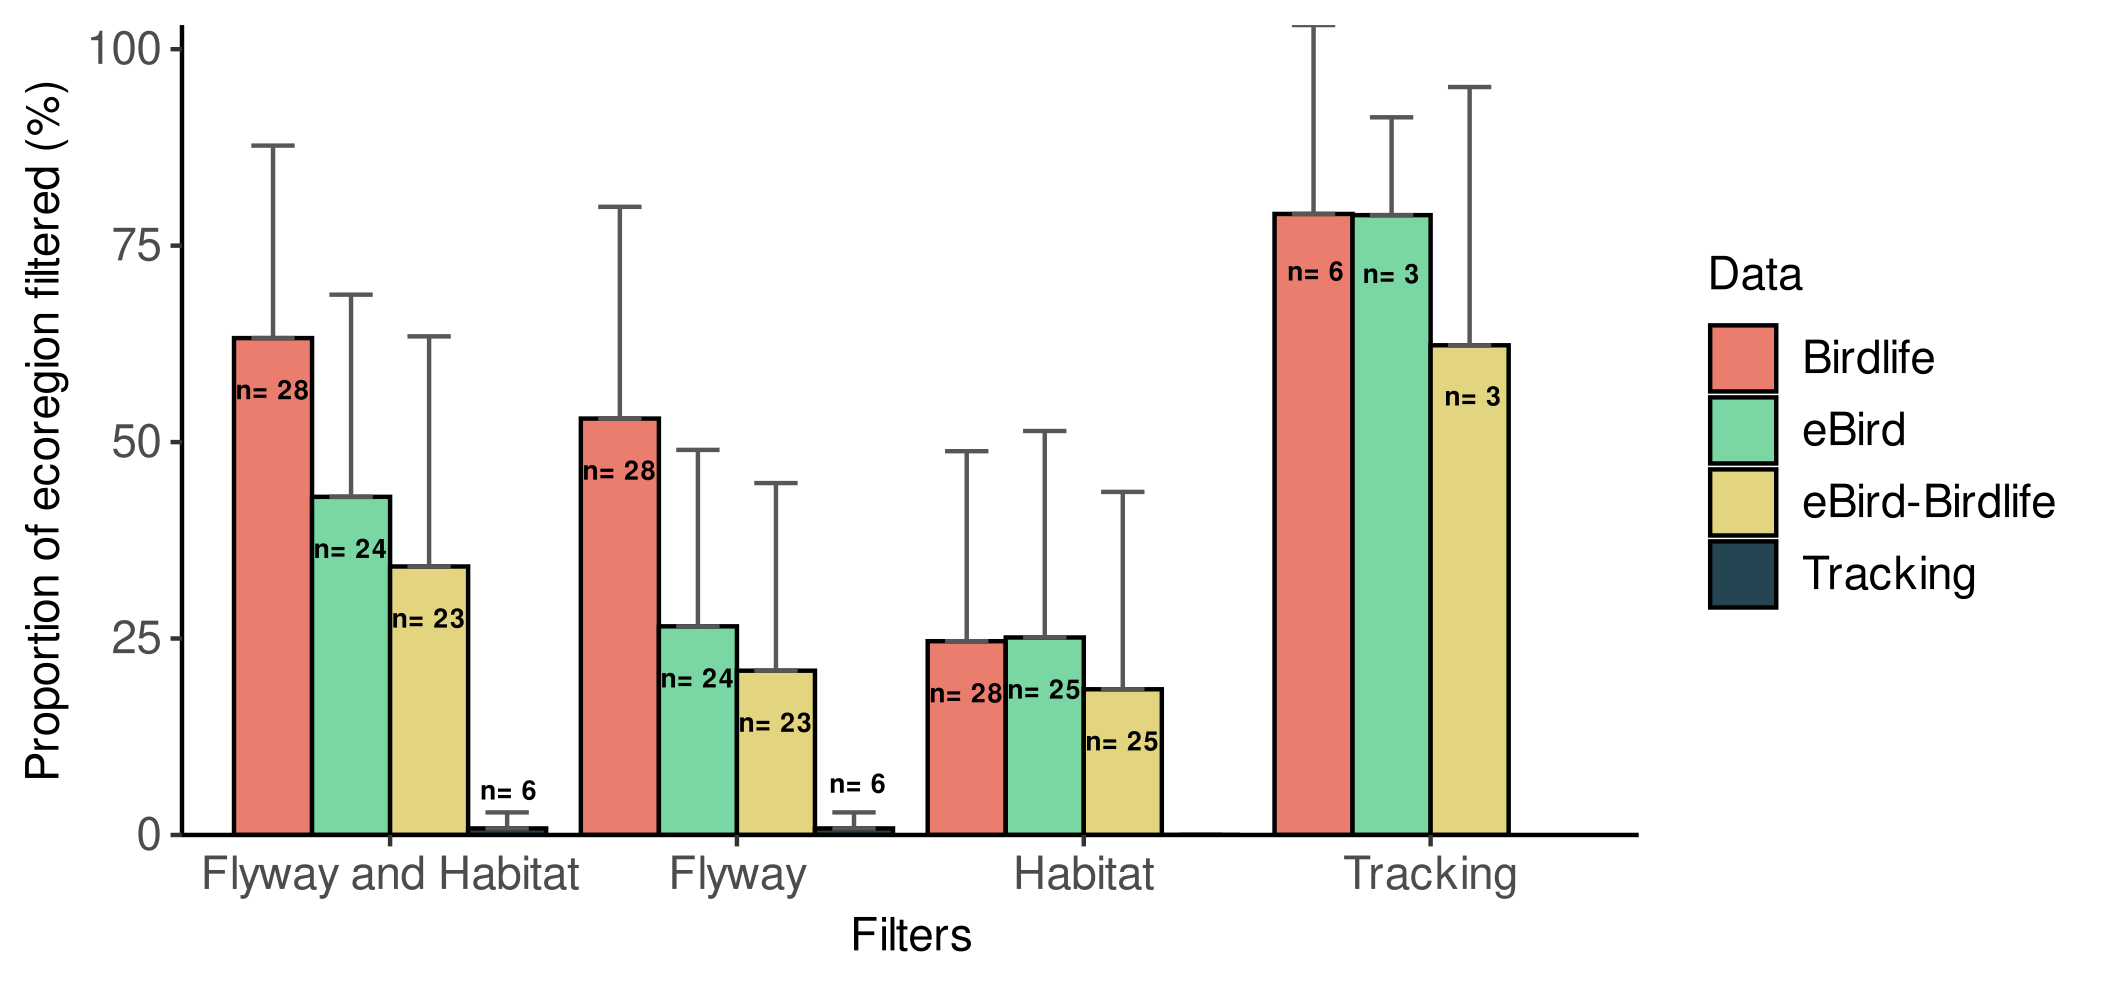 Proportion of ecoregion filtered (%)
100
75
50
25
0
n= 28
n= 24
n= 23
n= 6
n= 28
n= 24
n= 23
n= 6
n= 28
n= 25
n= 25
n= 6
n= 3
n= 3
Flyway and Habitat
Flyway
Habitat
Tracking
Filters
Data
Birdlife
eBird
eBird-Birdlife
Tracking